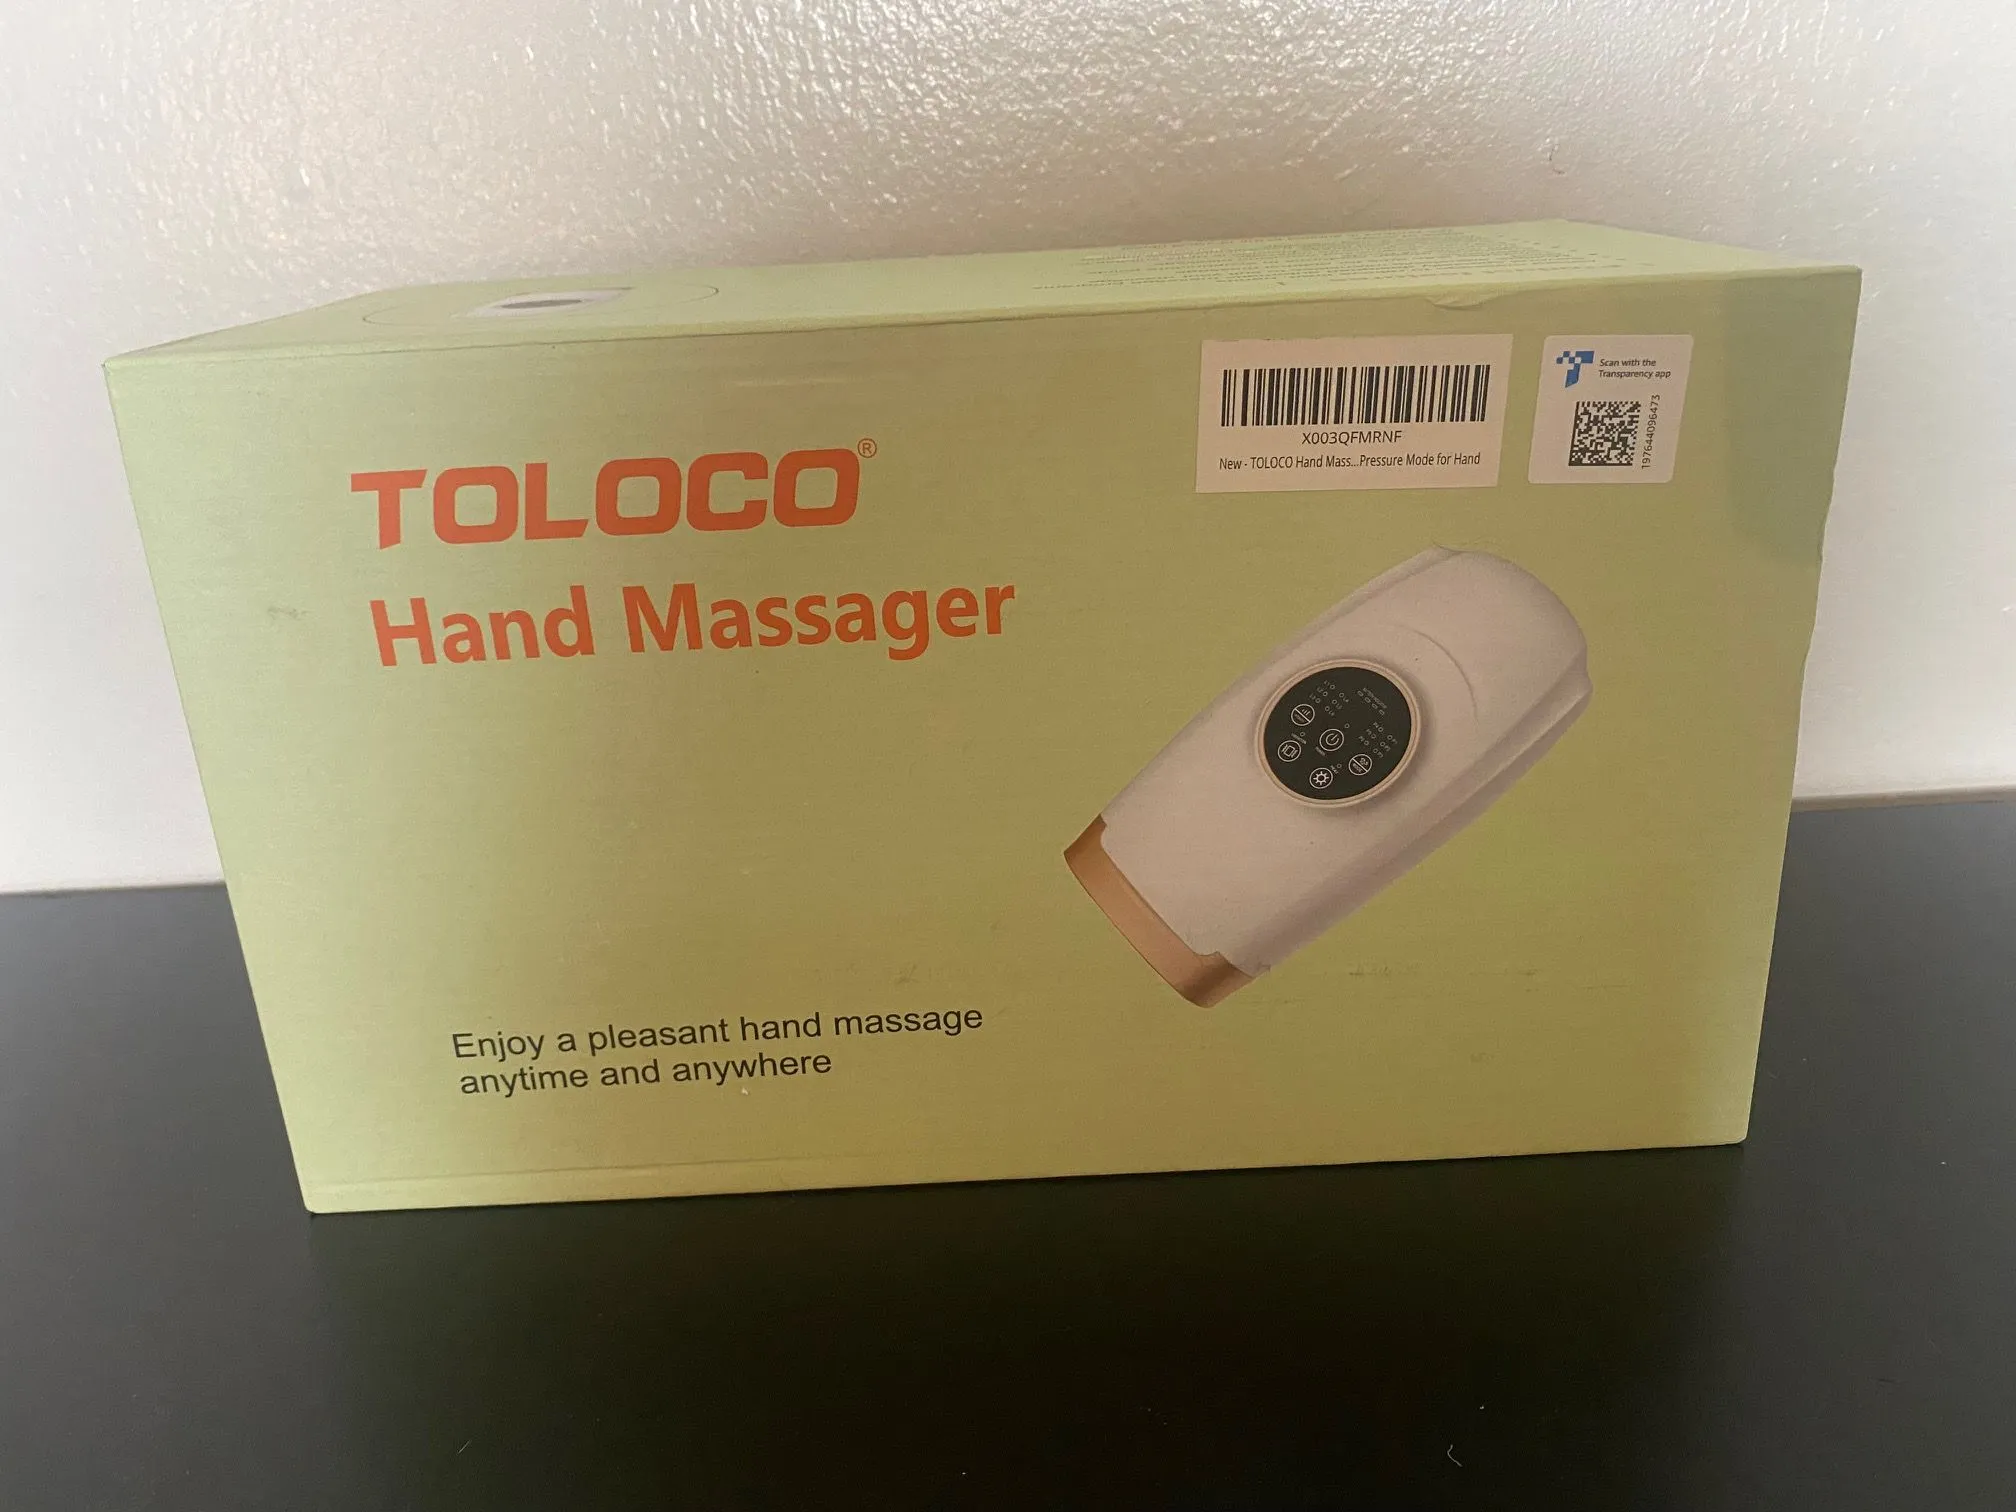 TOLOCO®
Hand Massager
Enjoy a pleasant hand massage
anytime and anywhere
X003QFMRNF
New - TOLOCO Hand Mass...Pressure Mode for Hand
Scan with the
Transparency app
T97644096473